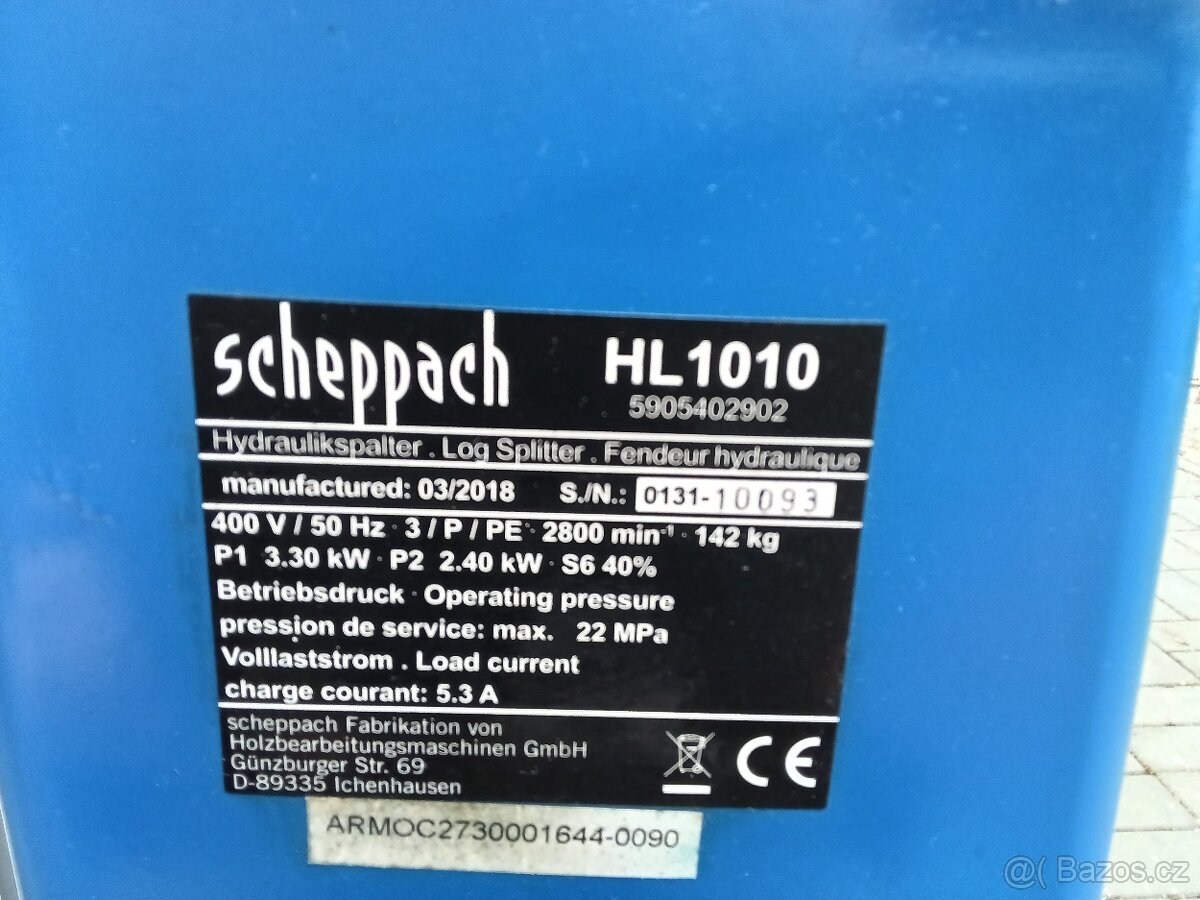 scheppach HL1010
5905402902
Hydraulikspalter . Log Splitter . Fendeur hydraulique
manufactured: 03/2018 S./N.: 0131-10093
400 V / 50 Hz · 3 / P / PE · 2800 min⁻¹ · 142 kg
P1 3.30 kW · P2 2.40 kW · S6 40%
Betriebsdruck · Operating pressure
pression de service: max. 22 MPa
Volllaststrom . Load current
charge courant: 5.3 A
scheppach Fabrikation von
Holzbearbeitungsmaschinen GmbH
Günzburger Str. 69
D-89335 Ichenhausen
CE
ARMOC2730001644-0090
@( Bazos.cz